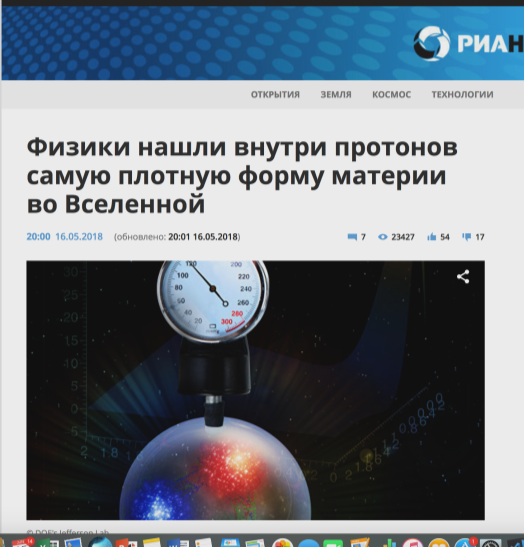 РИАН
ОТКРЫТИЯ ЗЕМЛЯ КОСМОС ТЕХНОЛОГИИ
Физики нашли внутри протонов
самую плотную форму материи
во Вселенной
20:00 16.05.2018 (обновлено: 20:01 16.05.2018) 7 23427 54 17
120 200
100 220
80 240
60 260
40 280
20 300
© DOE's Jefferson Lab